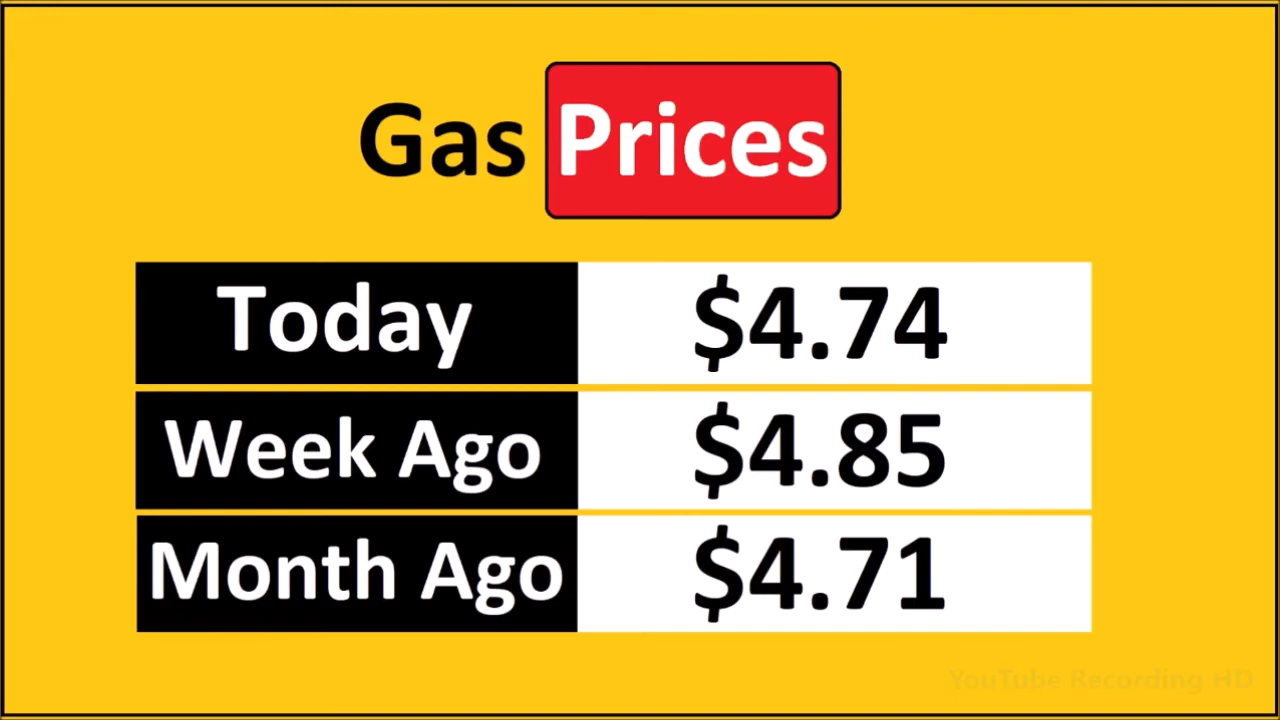 Gas Prices
Today $4.74
Week Ago $4.85
Month Ago $4.71
YouTube Recording HD